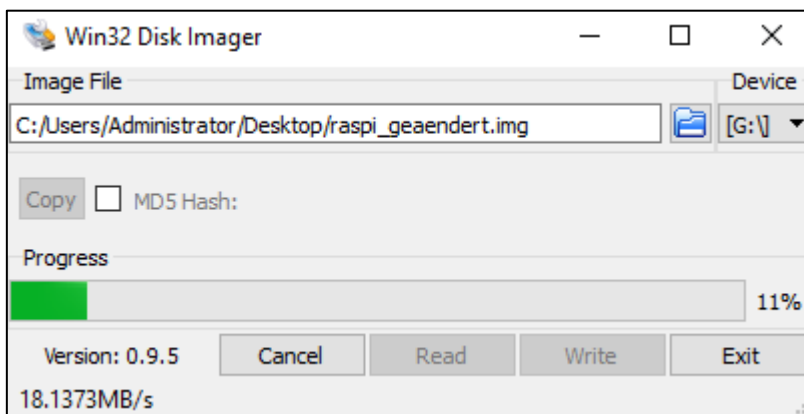 Win32 Disk Imager
Image File Device
C:/Users/Administrator/Desktop/raspi_geaendert.img [G:\]
Copy MD5 Hash:
Progress
11%
Version: 0.9.5 Cancel Read Write Exit
18.1373MB/s